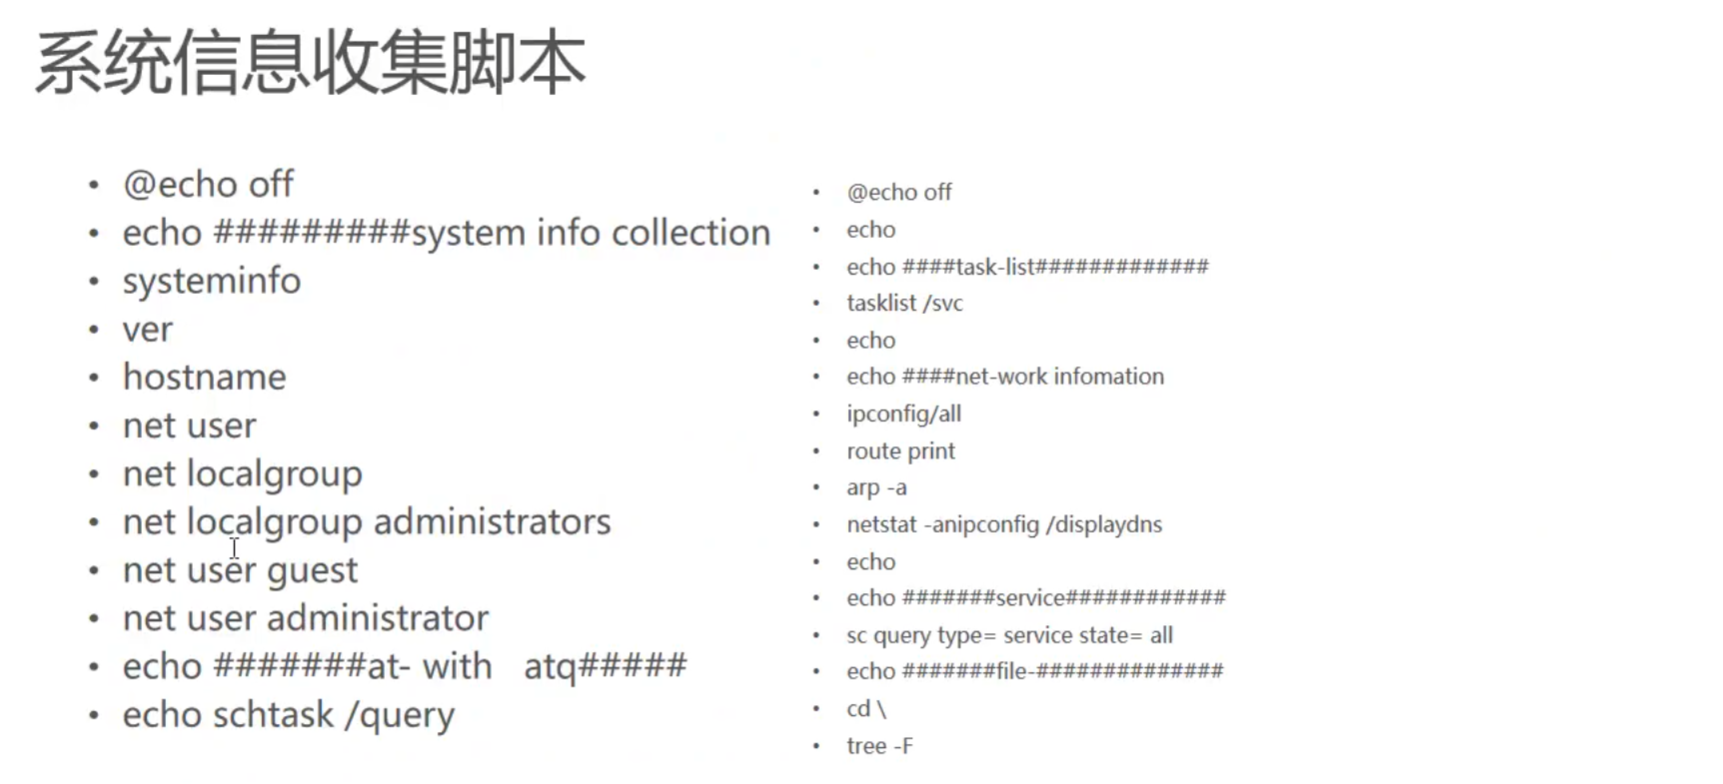 系统信息收集脚本
• @echo off
• echo #########system info collection
• systeminfo
• ver
• hostname
• net user
• net localgroup
• net localgroup administrators
• net user guest
• net user administrator
• echo #######at- with   atq#####
• echo schtask /query
• @echo off
• echo
• echo ####task-list#############
• tasklist /svc
• echo
• echo ####net-work infomation
• ipconfig/all
• route print
• arp -a
• netstat -anipconfig /displaydns
• echo
• echo #######service############
• sc query type= service state= all
• echo #######file-##############
• cd \
• tree -F